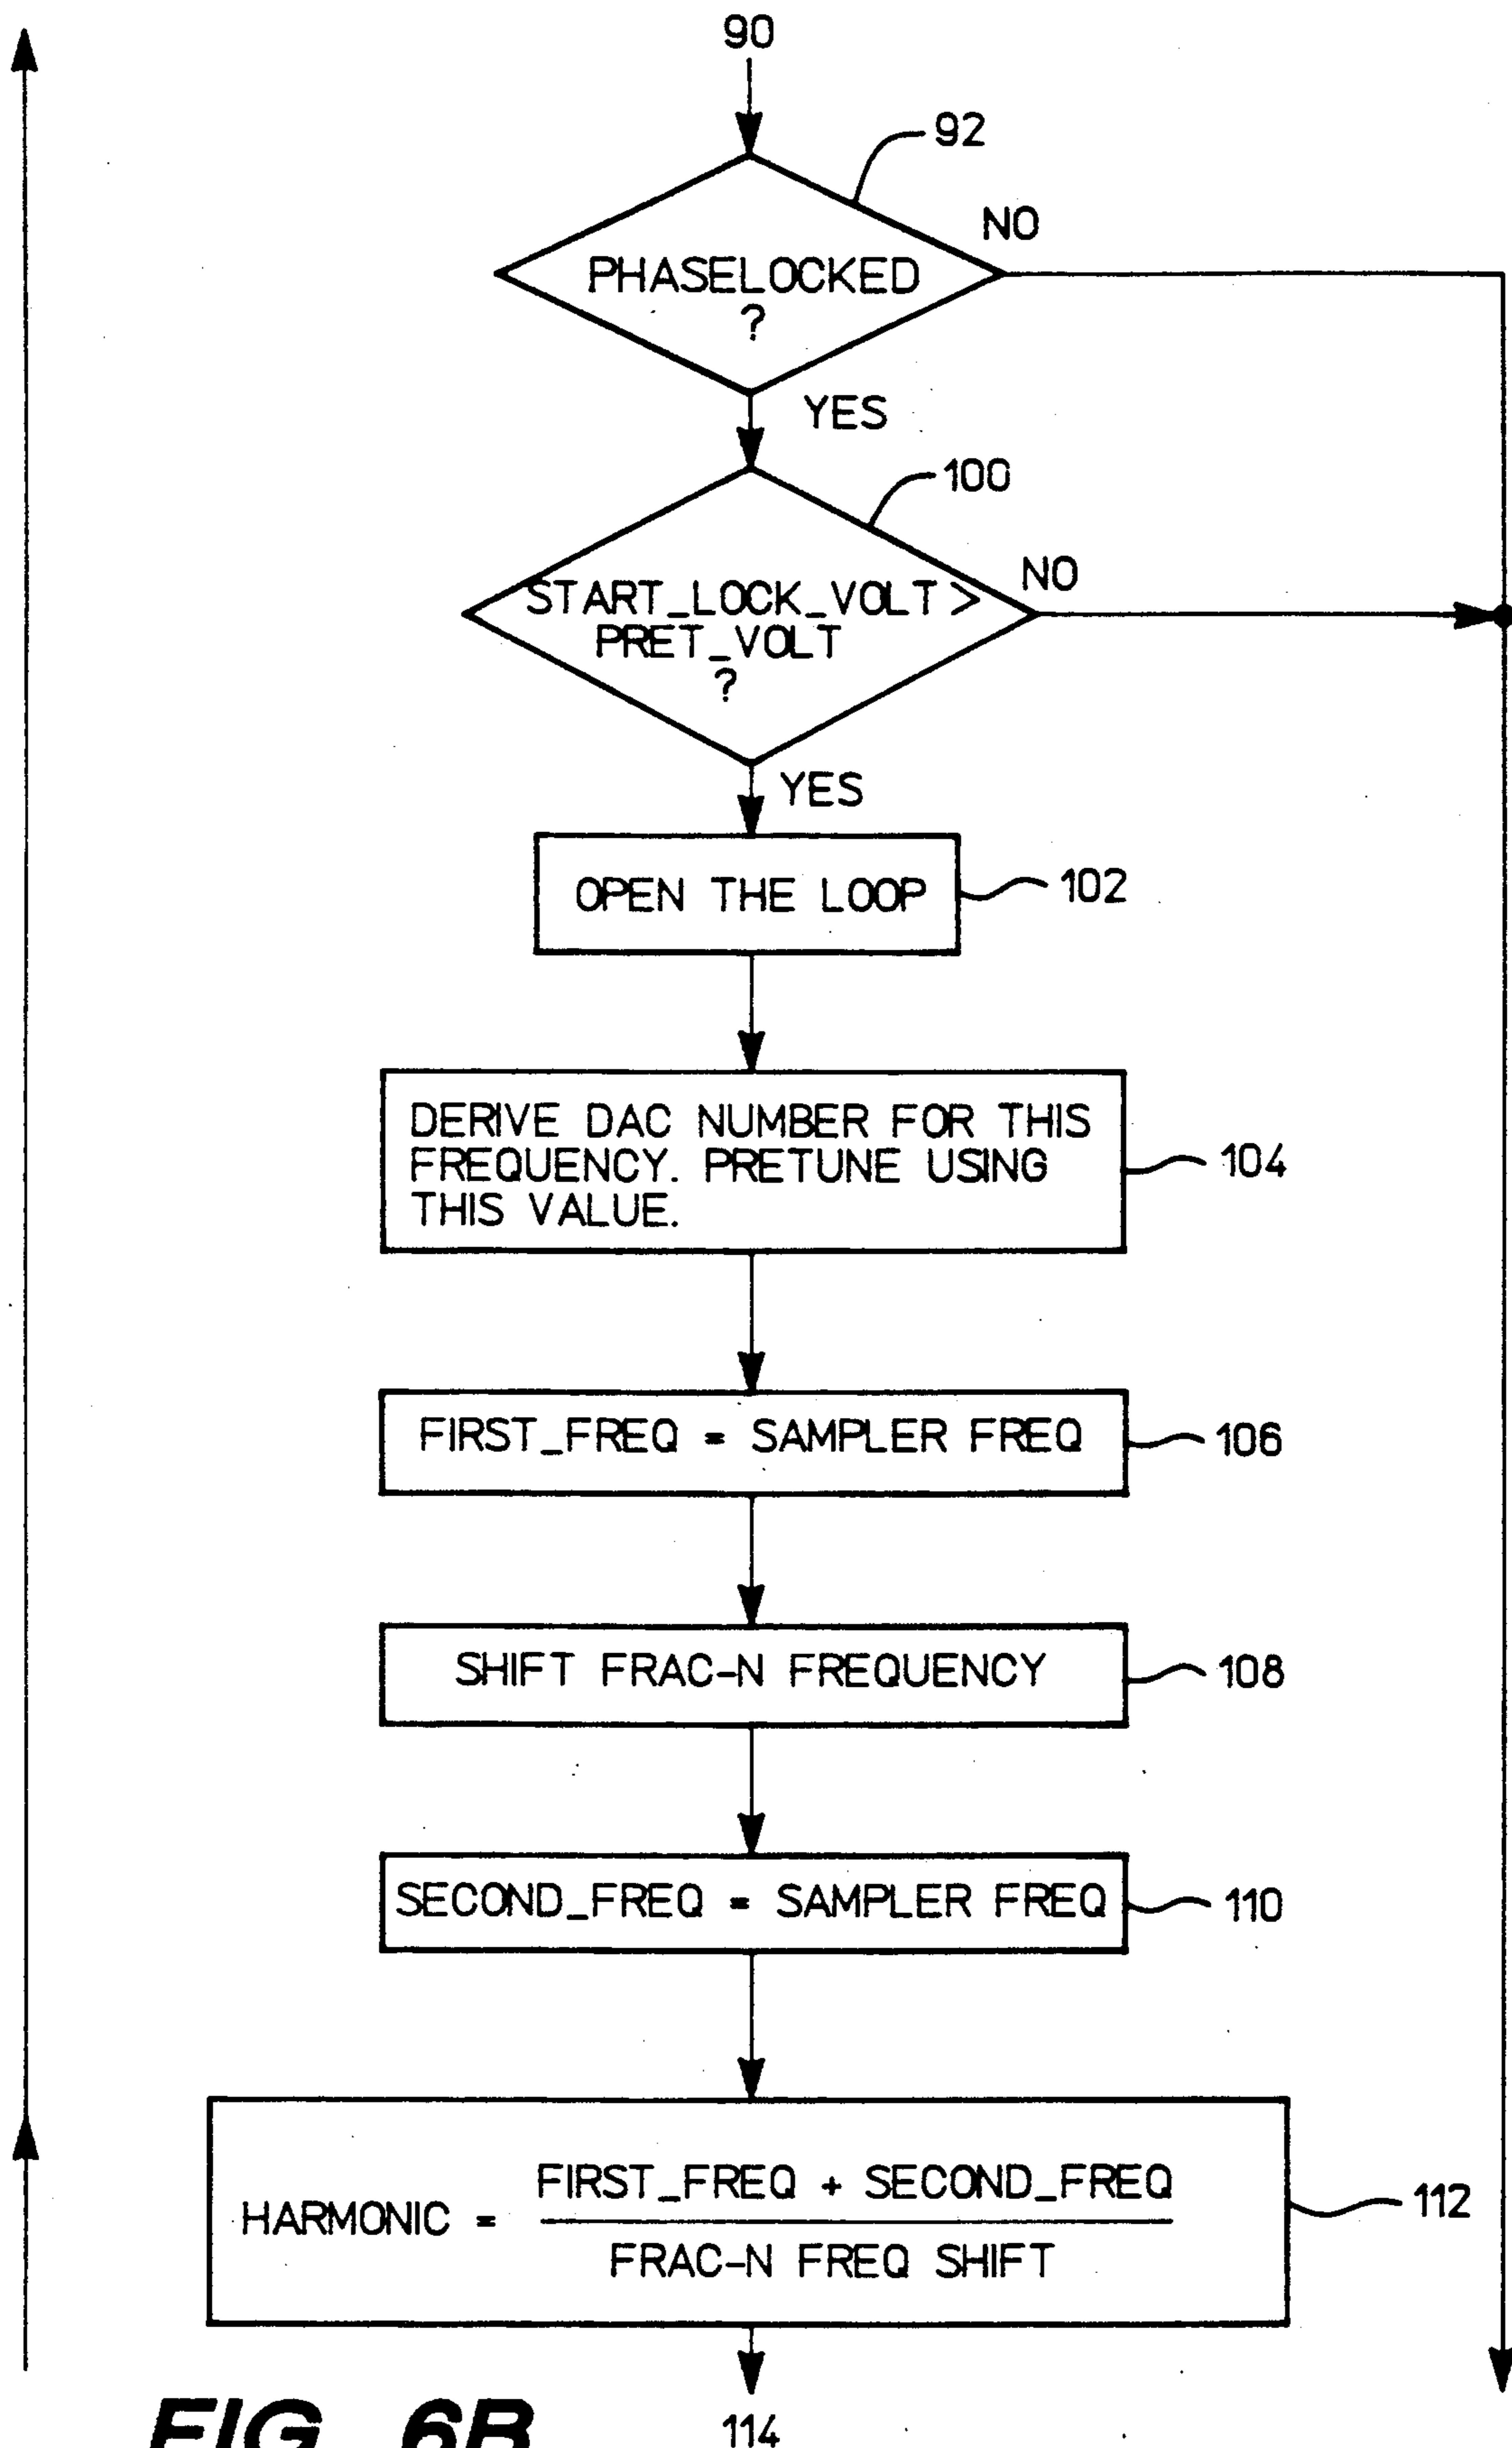 90
92
NO
PHASELOCKED
?
YES
100
NO
START_LOCK_VOLT >
PRET_VOLT
?
YES
OPEN THE LOOP
102
DERIVE DAC NUMBER FOR THIS
FREQUENCY. PRETUNE USING
THIS VALUE.
104
FIRST_FREQ = SAMPLER FREQ
106
SHIFT FRAC-N FREQUENCY
108
SECOND_FREQ = SAMPLER FREQ
110
FIRST_FREQ + SECOND_FREQ
HARMONIC =
FRAC-N FREQ SHIFT
112
114
FIG. 6B